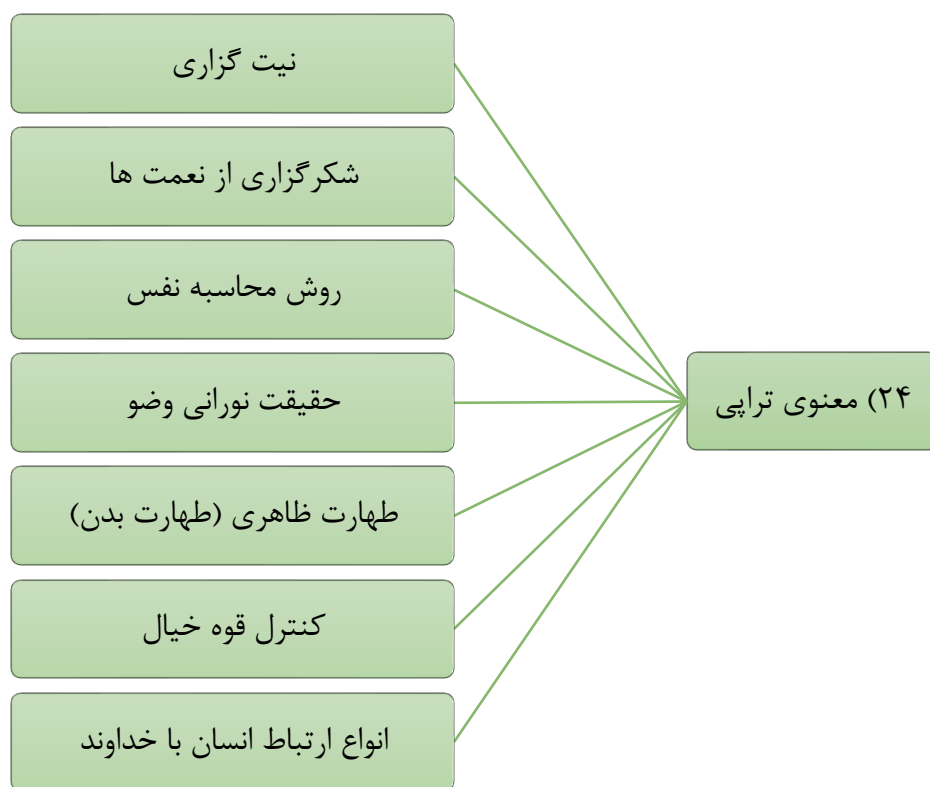 ۲۴) معنوی تراپی
نیت گزاری
شکرگزاری از نعمت ها
روش محاسبه نفس
حقیقت نورانی وضو
طهارت ظاهری (طهارت بدن)
کنترل قوه خیال
انواع ارتباط انسان با خداوند